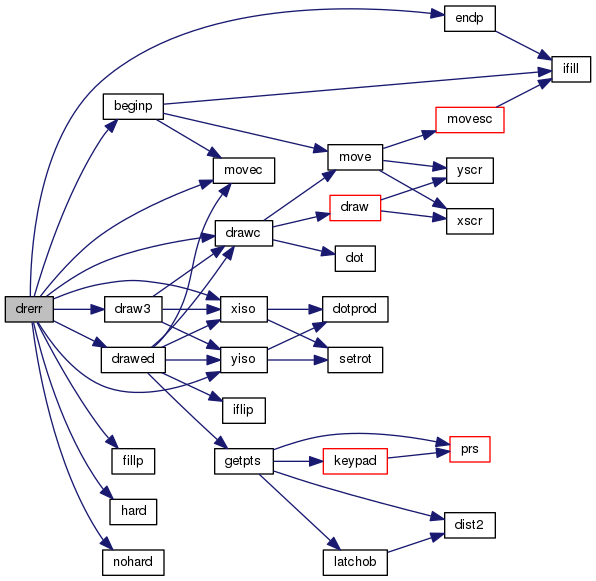 endp
ifill
beginp
movesc
move
yscr
movec
draw
xscr
drawc
dot
drerr
draw3
xiso
dotprod
drawed
yiso
setrot
iflip
fillp
getpts
keypad
prs
hard
dist2
nohard
latchob